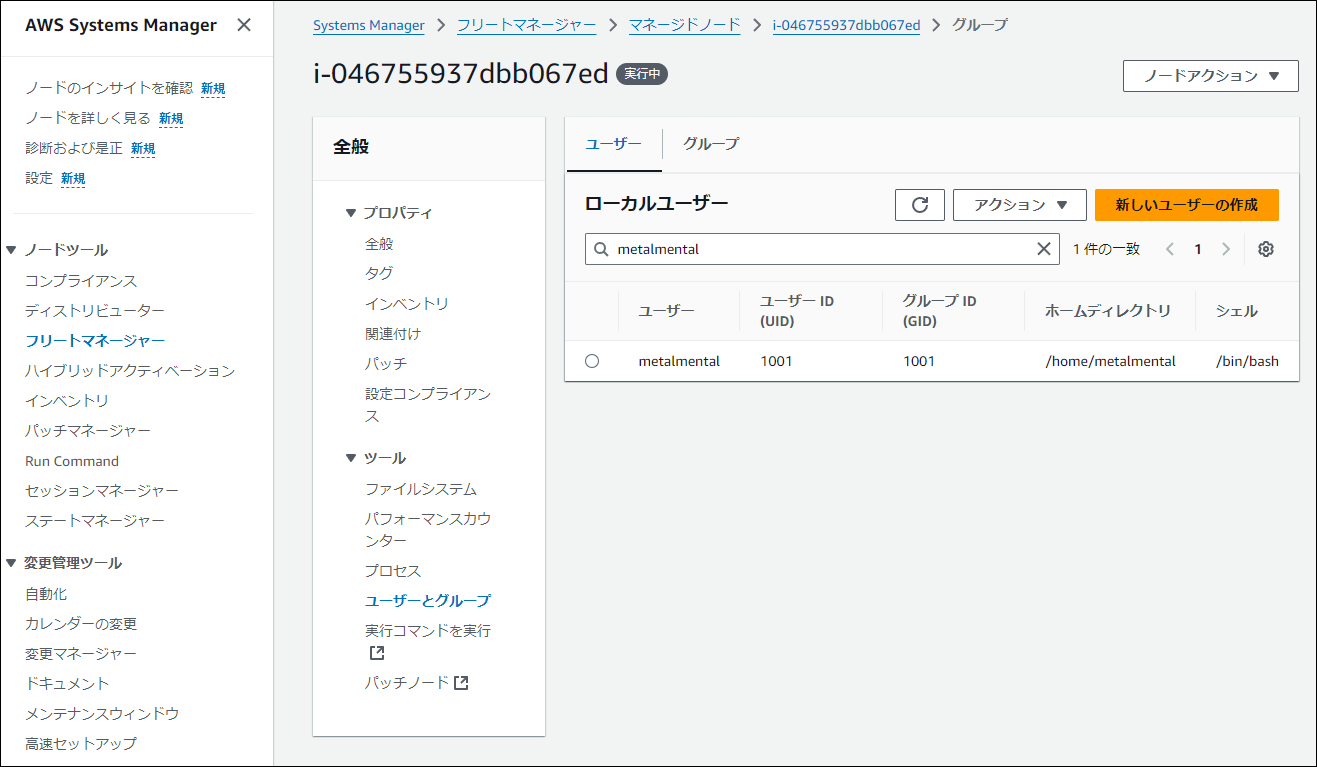 AWS Systems Manager
ノードのインサイトを確認 新規
ノードを詳しく見る 新規
診断および是正 新規
設定 新規
ノードツール
コンプライアンス
ディストリビューター
フリートマネージャー
ハイブリッドアクティベーション
インベントリ
パッチマネージャー
Run Command
セッションマネージャー
ステートマネージャー
変更管理ツール
自動化
カレンダーの変更
変更マネージャー
ドキュメント
メンテナンスウィンドウ
高速セットアップ
Systems Manager > フリートマネージャー > マネージドノード > i-046755937dbb067ed > グループ
i-046755937dbb067ed 実行中
ノードアクション
全般
プロパティ
全般
タグ
インベントリ
関連付け
パッチ
設定コンプライアン
ス
ツール
ファイルシステム
パフォーマンスカウ
ンター
プロセス
ユーザーとグループ
実行コマンドを実行
パッチノード
ユーザー グループ
ローカルユーザー
アクション
新しいユーザーの作成
metalmental
1 件の一致
1
ユーザー
ユーザー ID
(UID)
グループ ID
(GID)
ホームディレクトリ
シェル
metalmental 1001 1001 /home/metalmental /bin/bash